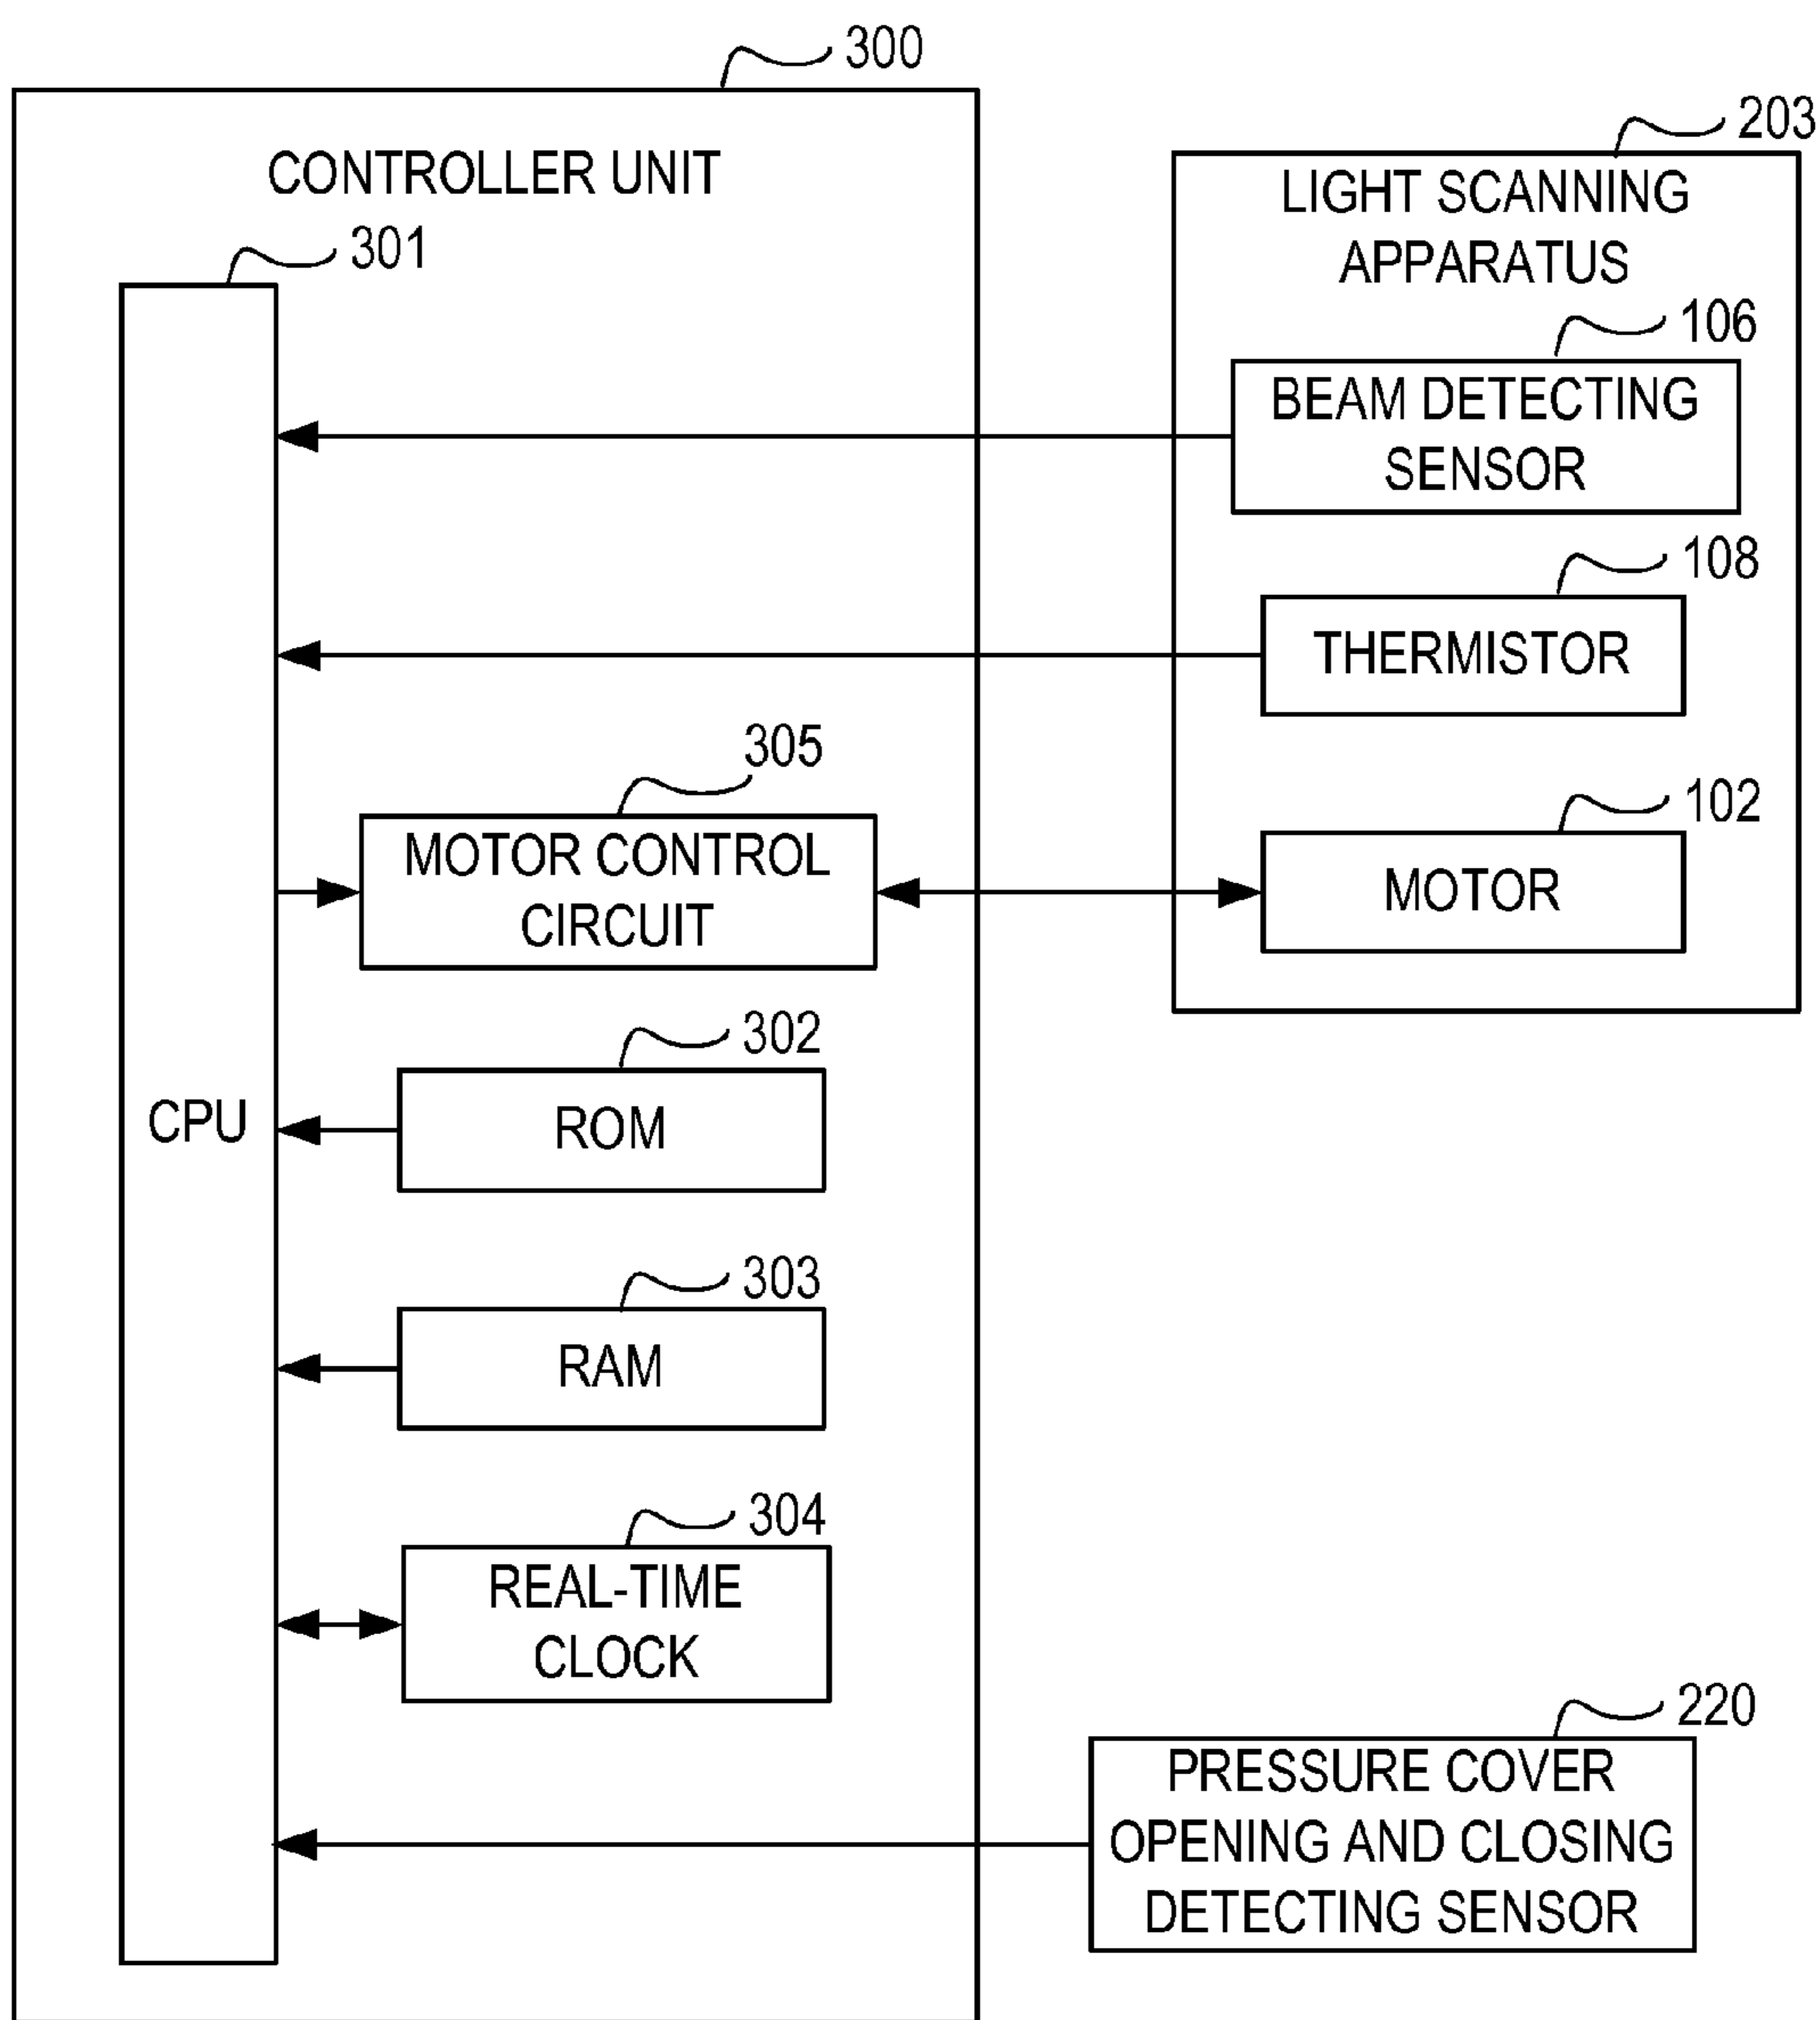 300
CONTROLLER UNIT
301
CPU
203
LIGHT SCANNING
APPARATUS
106
BEAM DETECTING
SENSOR
108
THERMISTOR
305
MOTOR CONTROL
CIRCUIT
102
MOTOR
302
ROM
303
RAM
304
REAL-TIME
CLOCK
220
PRESSURE COVER
OPENING AND CLOSING
DETECTING SENSOR